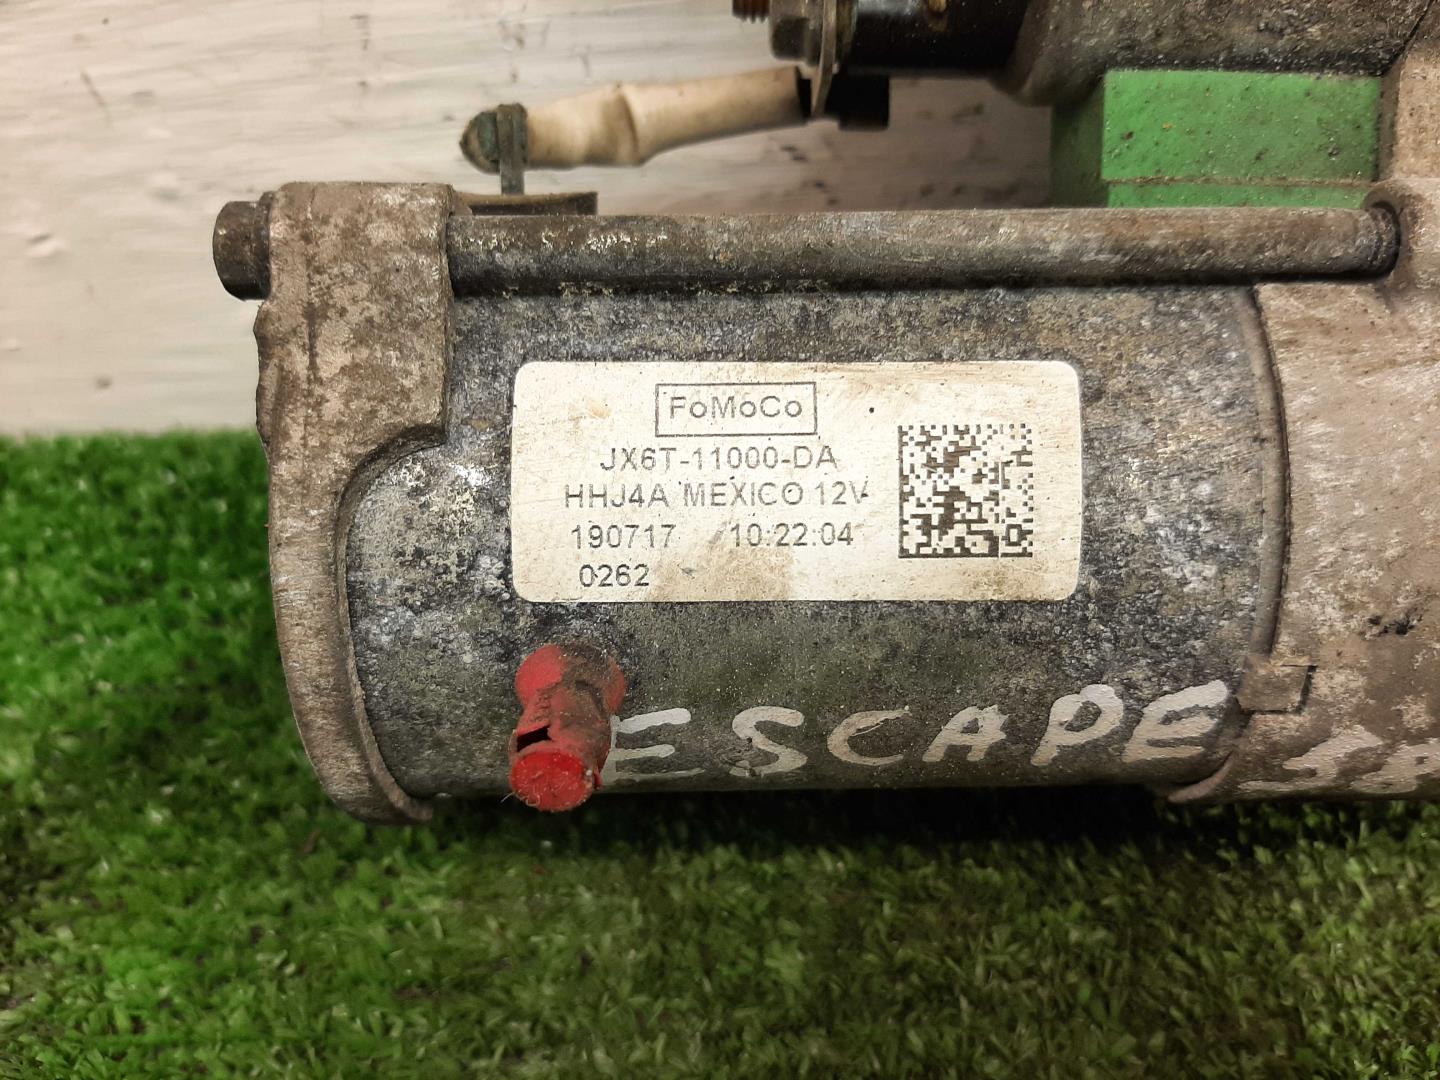 FoMoCo
JX6T-11000-DA
HHJ4A MEXICO 12V
190717 10:22:04
0262
ESCAPE